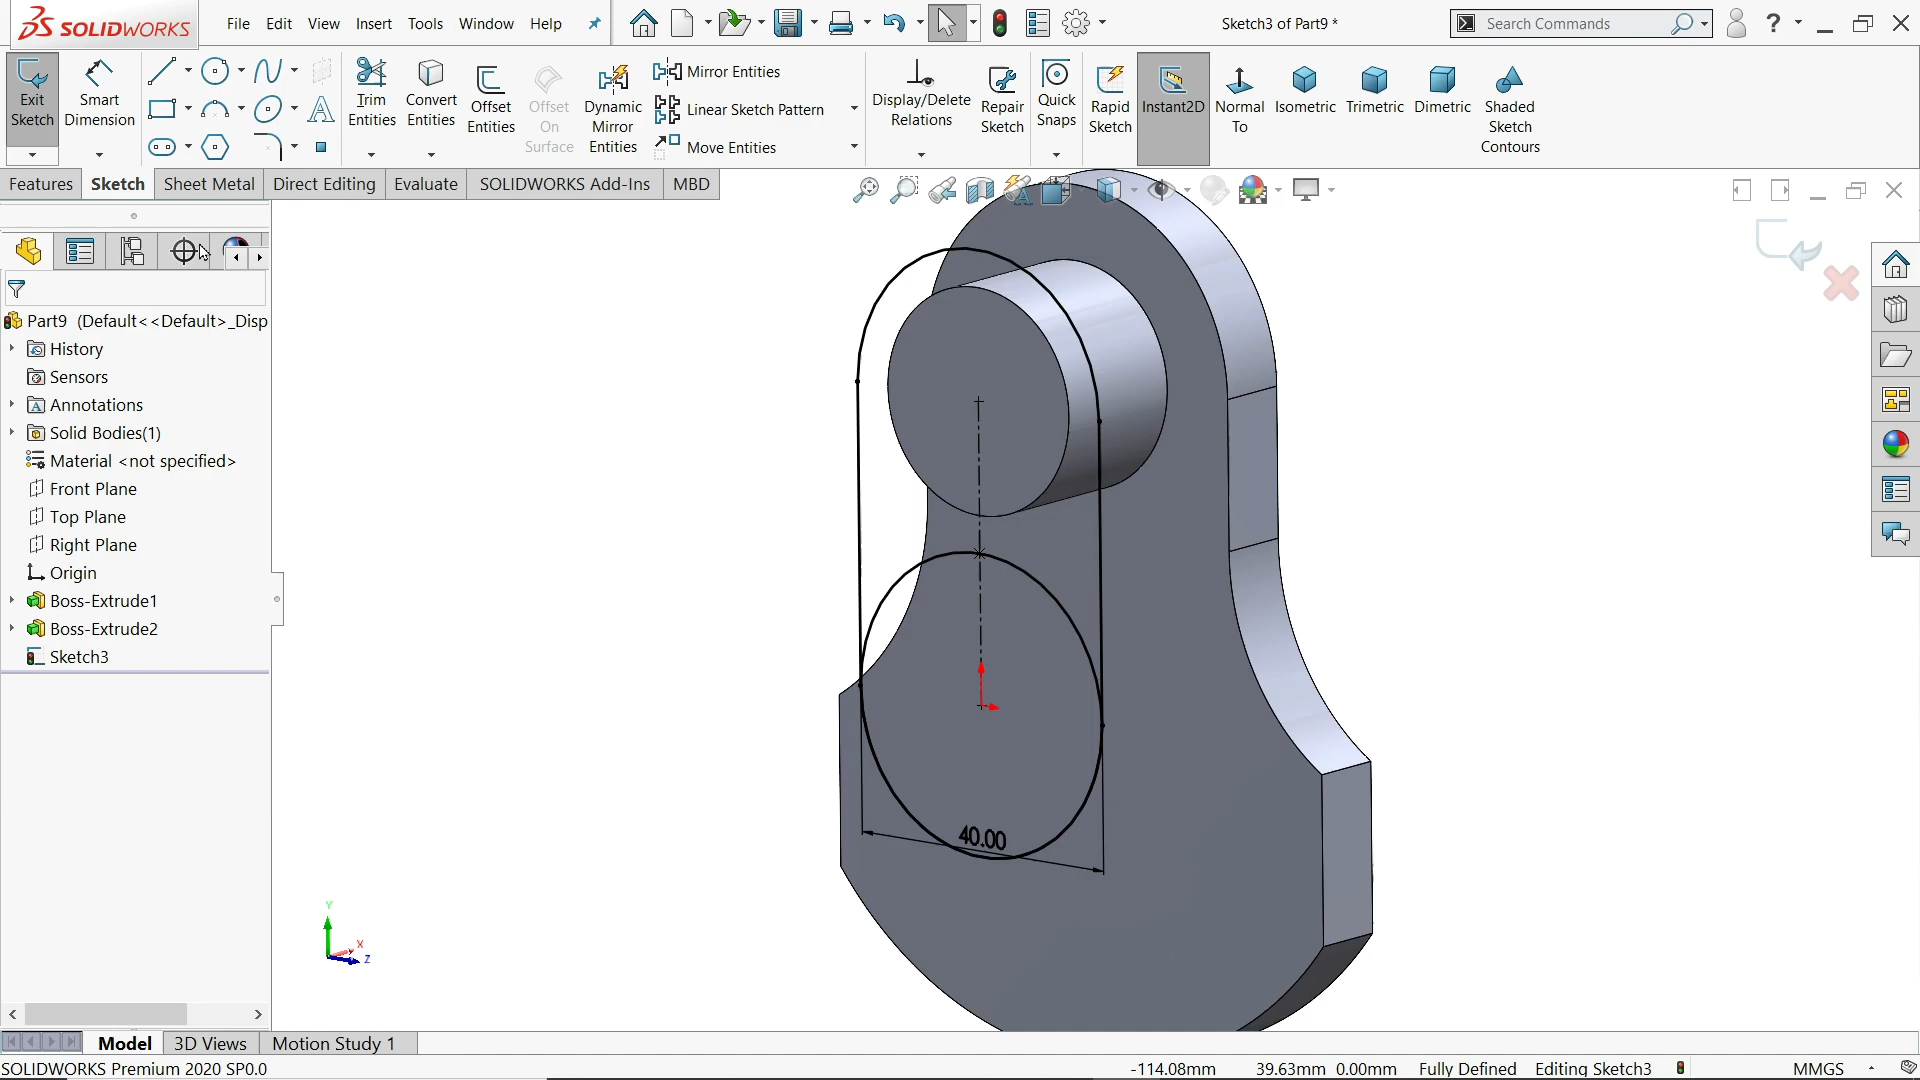 SOLIDWORKS
File Edit View Insert Tools Window Help
Sketch3 of Part9 *
Search Commands
Exit Sketch
Smart Dimension
Trim Entities
Convert Entities
Offset Entities
Offset On Surface
Dynamic Mirror Entities
Mirror Entities
Linear Sketch Pattern
Move Entities
Display/Delete Relations
Repair Sketch
Quick Snaps
Rapid Sketch
Instant2D
Normal To
Isometric
Trimetric
Dimetric
Shaded Sketch Contours
Features Sketch Sheet Metal Direct Editing Evaluate SOLIDWORKS Add-Ins MBD
Part9 (Default<<Default>_Disp
History
Sensors
Annotations
Solid Bodies(1)
Material <not specified>
Front Plane
Top Plane
Right Plane
Origin
Boss-Extrude1
Boss-Extrude2
Sketch3
40.00
Y
X
Z
Model 3D Views Motion Study 1
SOLIDWORKS Premium 2020 SP0.0
-114.08mm 39.63mm 0.00mm Fully Defined Editing Sketch3 MMGS